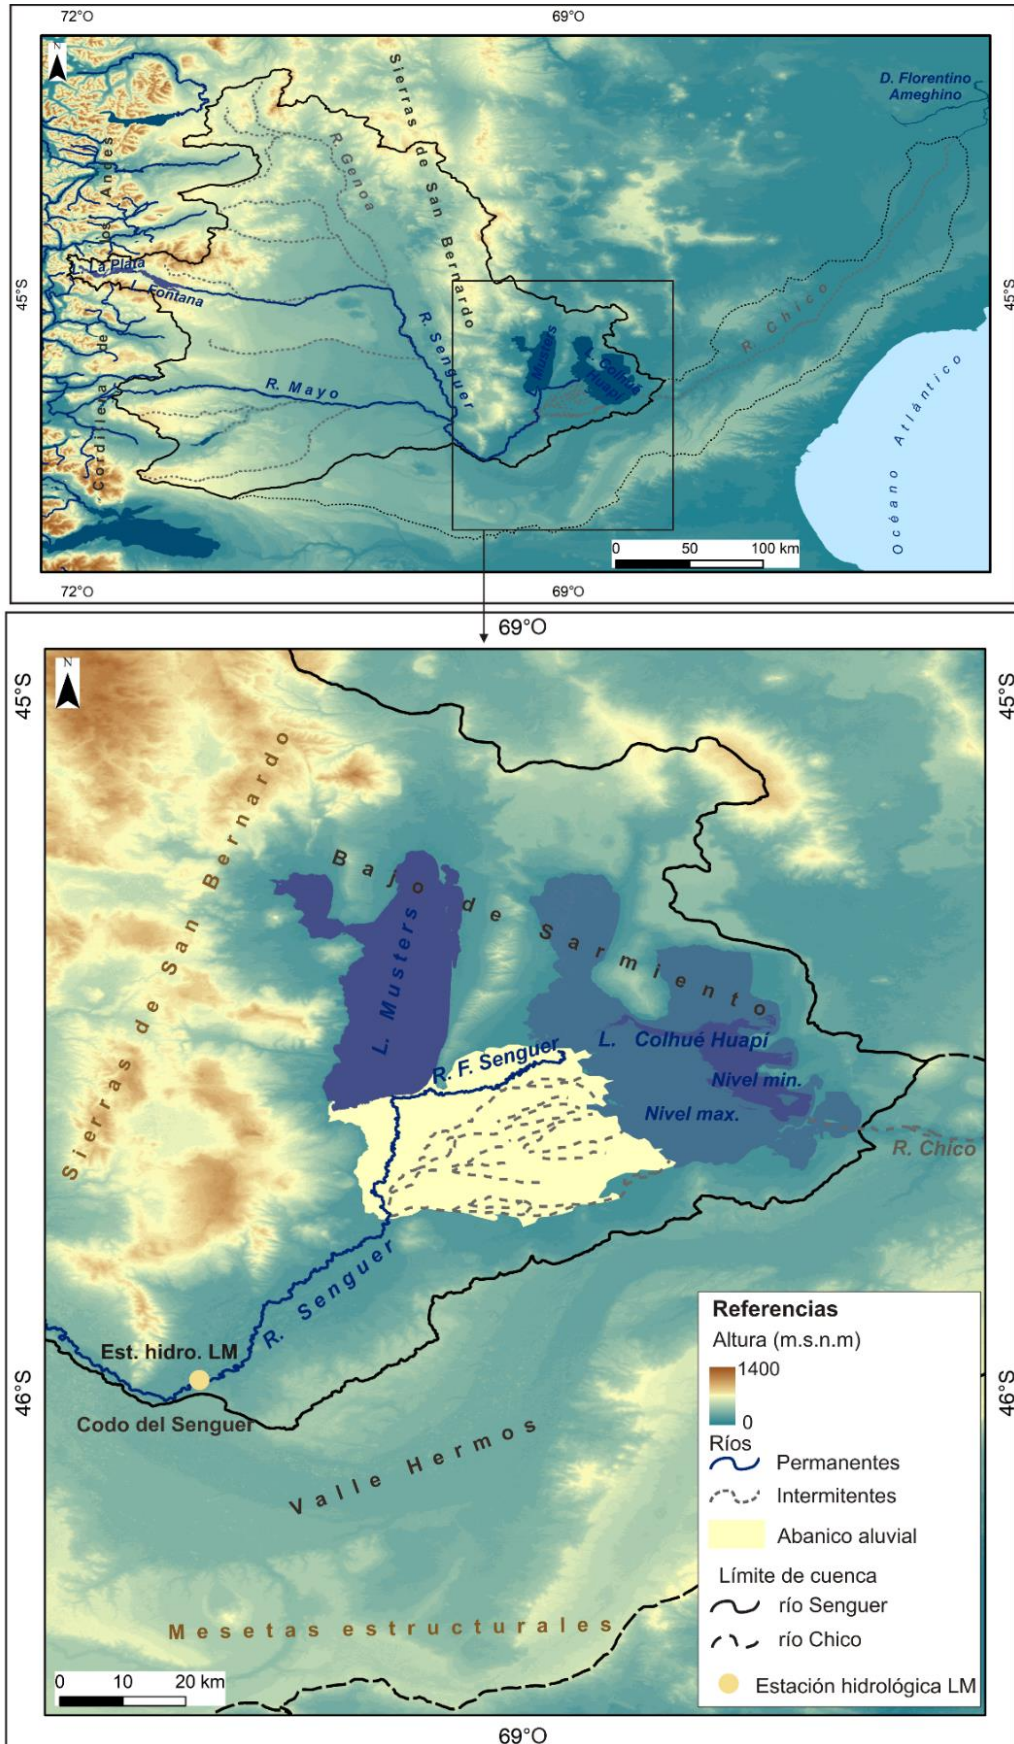 72°O
69°O
N
Sierras de San Bernardo
D. Florentino
Ameghino
R. Genoa
Cordillera de los Andes
L. La Plata
L. Fontana
45°S
45°S
R. Senguer
L. Musters
L. Colhué
Huapi
R. Chico
R. Mayo
Océano Atlántico
0 50 100 km
72°O
69°O
69°O
45°S
45°S
N
Sierras de San Bernardo
Bajo de Sarmiento
L. Musters
L. Colhué Huapí
R. F. Senguer
Nivel min.
Nivel max.
R. Chico
R. Senguer
Est. hidro. LM
Codo del Senguer
46°S
46°S
Valle Hermos
Mesetas estructurales
0 10 20 km
Referencias
Altura (m.s.n.m)
1400
0
Ríos
Permanentes
Intermitentes
Abanico aluvial
Límite de cuenca
río Senguer
río Chico
Estación hidrológica LM
69°O